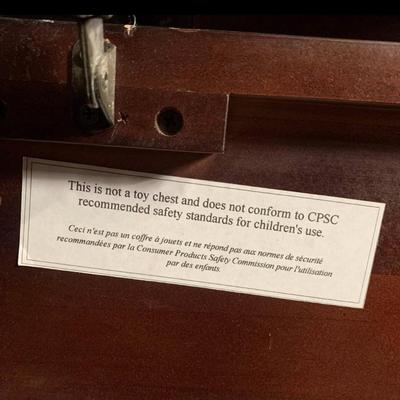 This is not a toy chest and does not conform to CPSC
recommended safety standards for children's use.
Ceci n'est pas un coffre à jouets et ne répond pas aux normes de sécurité
recommandées par la Consumer Products Safety Commission pour l'utilisation
par des enfants.